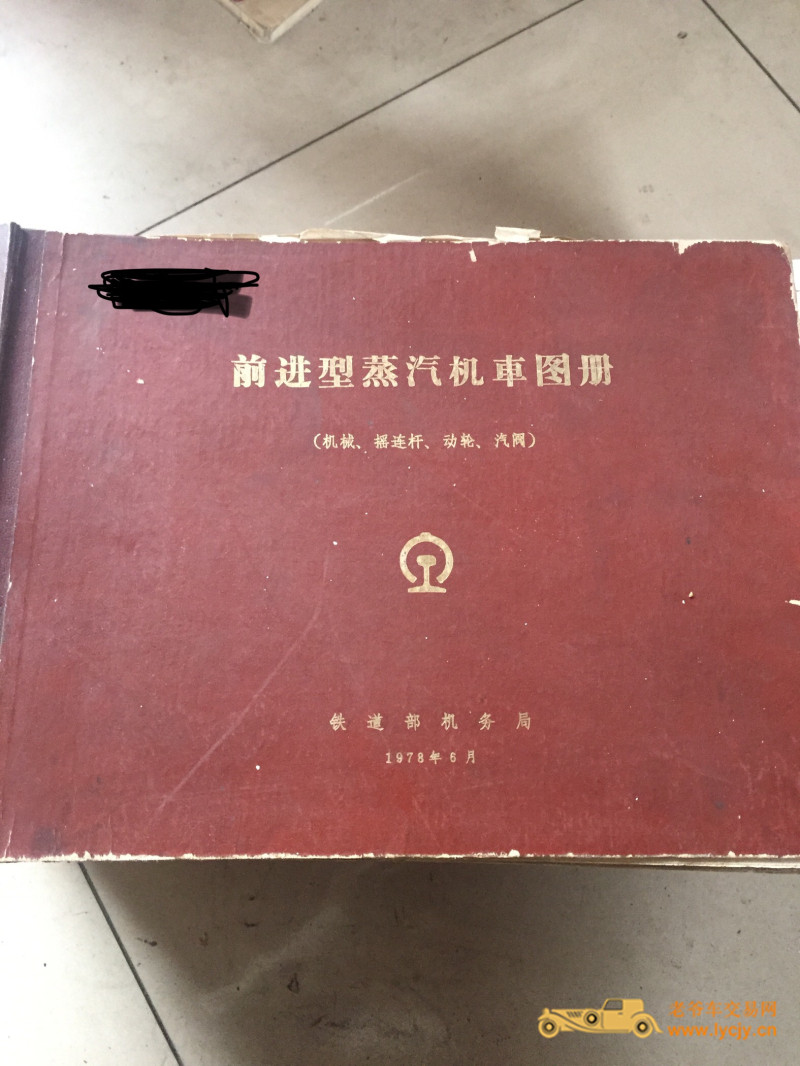 前进型蒸汽机車图册
（机械、摇连杆、动轮、汽阀）
铁道部机务局
1978年6月
老爷车交易网
www.lycjy.cn